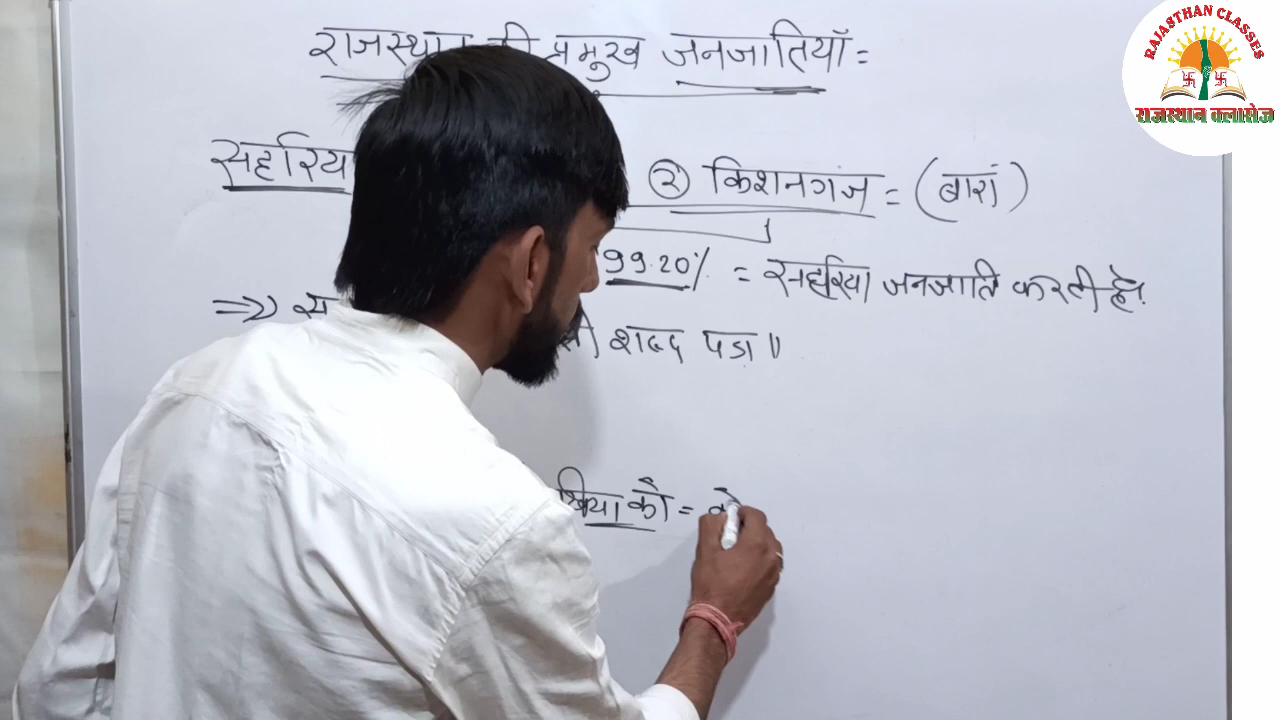 राजस्थान की प्रमुख जनजातियाँ =
सहरिया ② किशनगंज = (बारां)
99.20% = सहरिया जनजाति करती है।
=>> शब्द पडा ॥
को =
RAJASTHAN CLASSES
राजस्थान क्लासेज